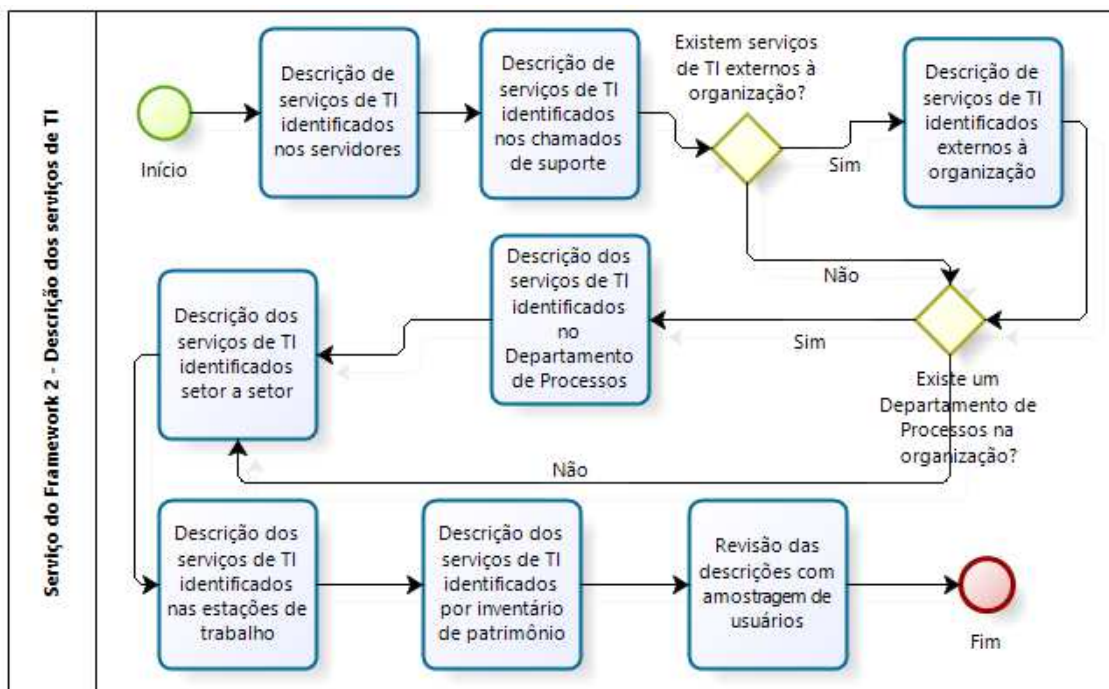 Serviço do Framework 2 - Descrição dos serviços de TI
Início
Descrição de
serviços de TI
identificados
nos servidores
Descrição de
serviços de TI
identificados
nos chamados
de suporte
Existem serviços
de TI externos à
organização?
Sim
Não
Descrição de
serviços de TI
identificados
externos à
organização
Existe um
Departamento de
Processos na
organização?
Sim
Não
Descrição dos
serviços de TI
identificados
no
Departamento
de Processos
Descrição dos
serviços de TI
identificados
setor a setor
Descrição dos
serviços de TI
identificados
nas estações de
trabalho
Descrição dos
serviços de TI
identificados
por inventário
de patrimônio
Revisão das
descrições com
amostragem de
usuários
Fim